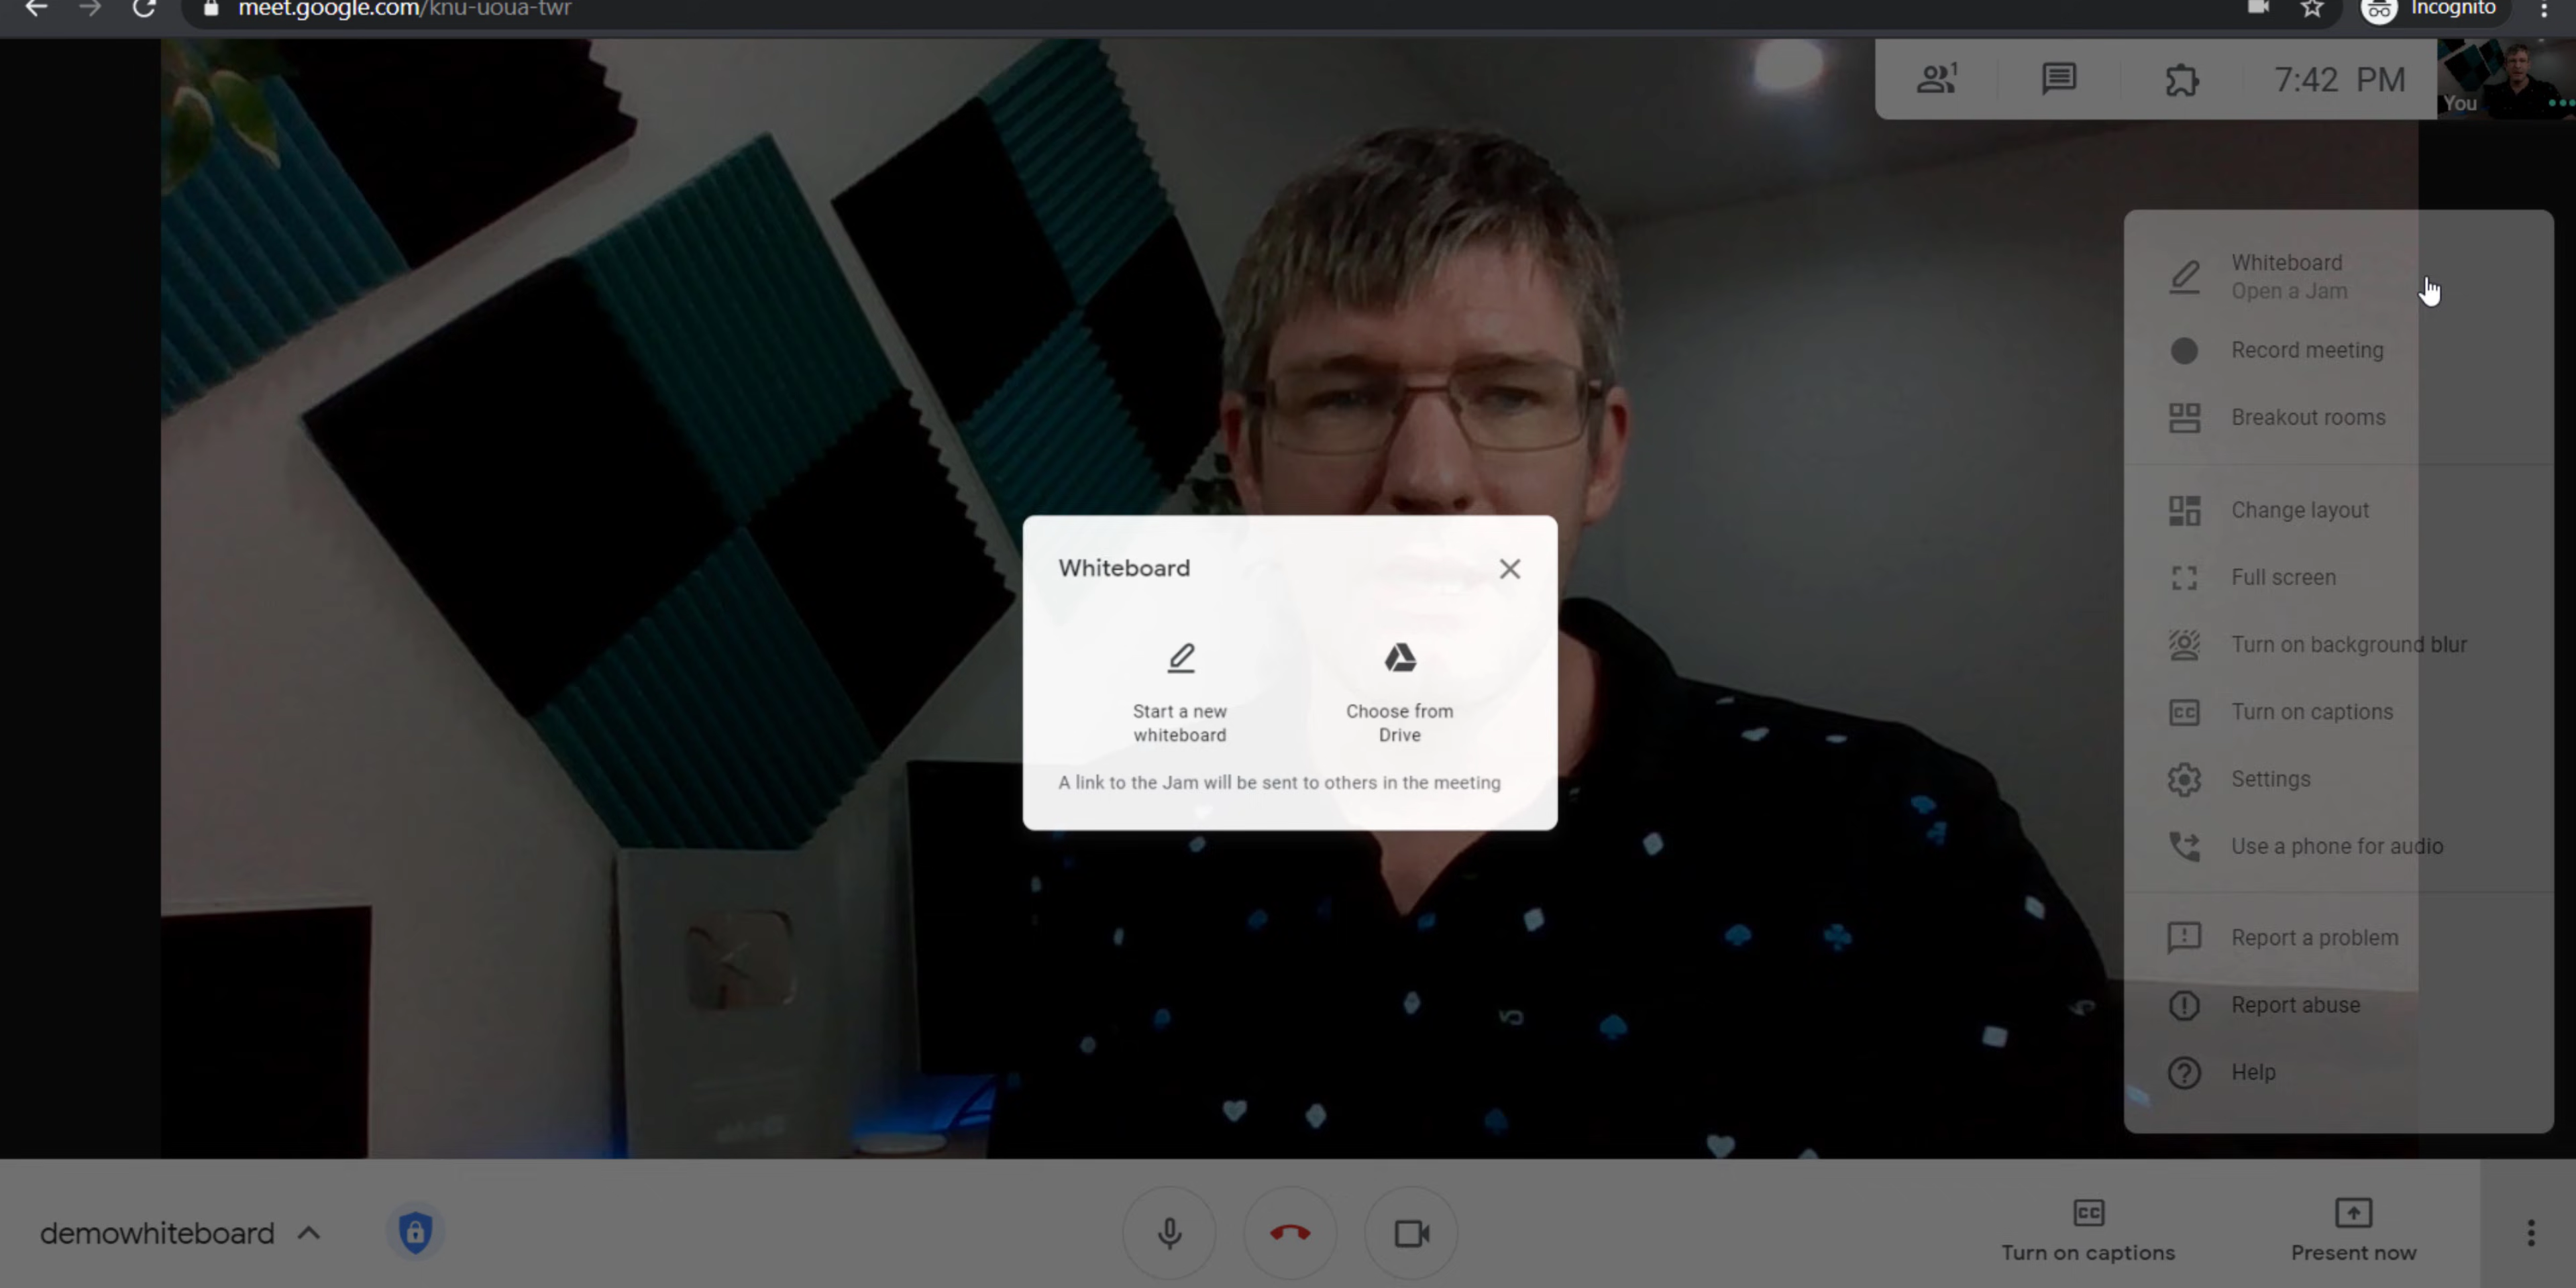 meet.google.com/knu-uoua-twr
Incognito
1
7:42 PM
You
Whiteboard
Open a Jam
Record meeting
Breakout rooms
Change layout
Full screen
Turn on background blur
CC
Turn on captions
Settings
Use a phone for audio
Report a problem
Report abuse
Help
Whiteboard
Start a new
whiteboard
Choose from
Drive
A link to the Jam will be sent to others in the meeting
demowhiteboard
CC
Turn on captions
Present now